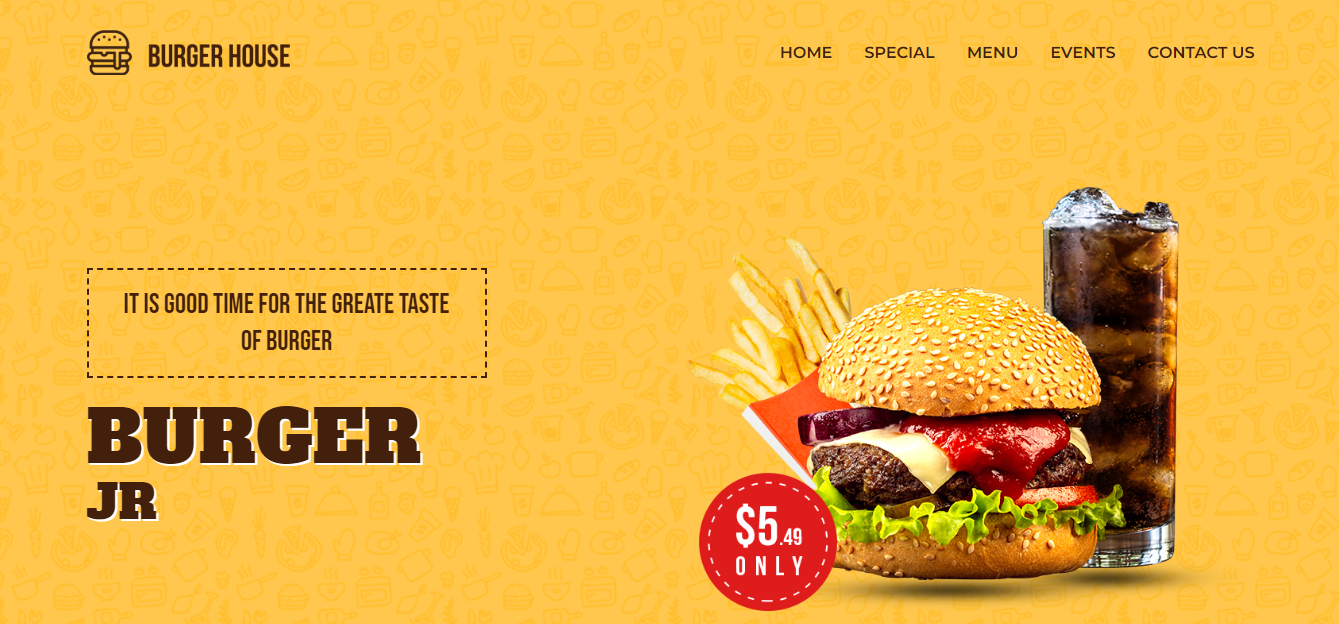 BURGER HOUSE
HOME SPECIAL MENU EVENTS CONTACT US
IT IS GOOD TIME FOR THE GREATE TASTE
OF BURGER
BURGER
JR
$5.49
ONLY